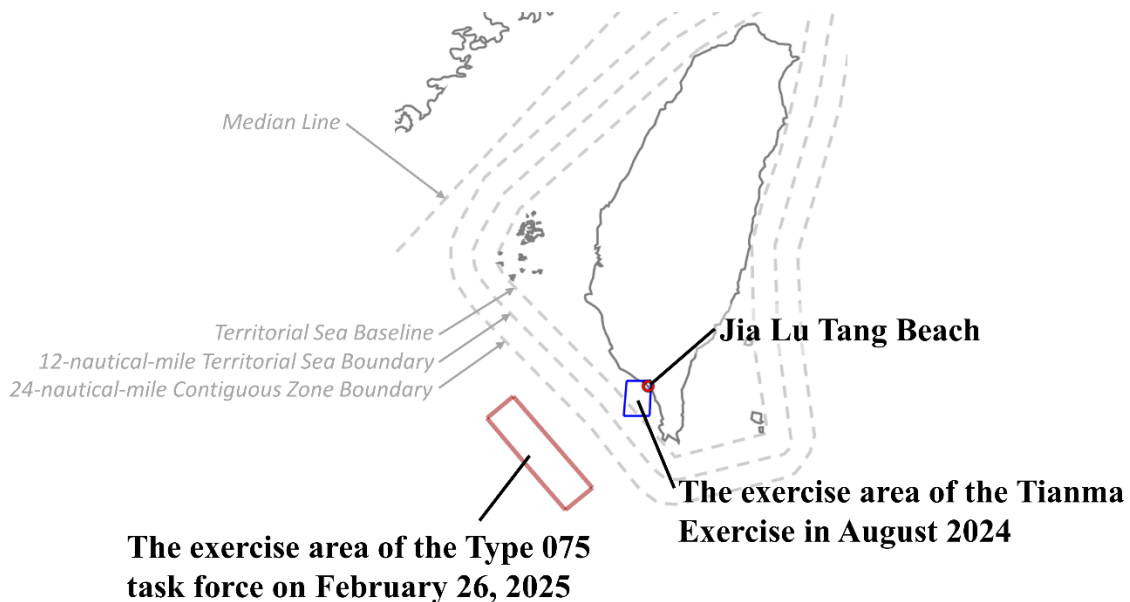 Median Line
Territorial Sea Baseline
12-nautical-mile Territorial Sea Boundary
24-nautical-mile Contiguous Zone Boundary
Jia Lu Tang Beach
The exercise area of the Tianma
Exercise in August 2024
The exercise area of the Type 075
task force on February 26, 2025